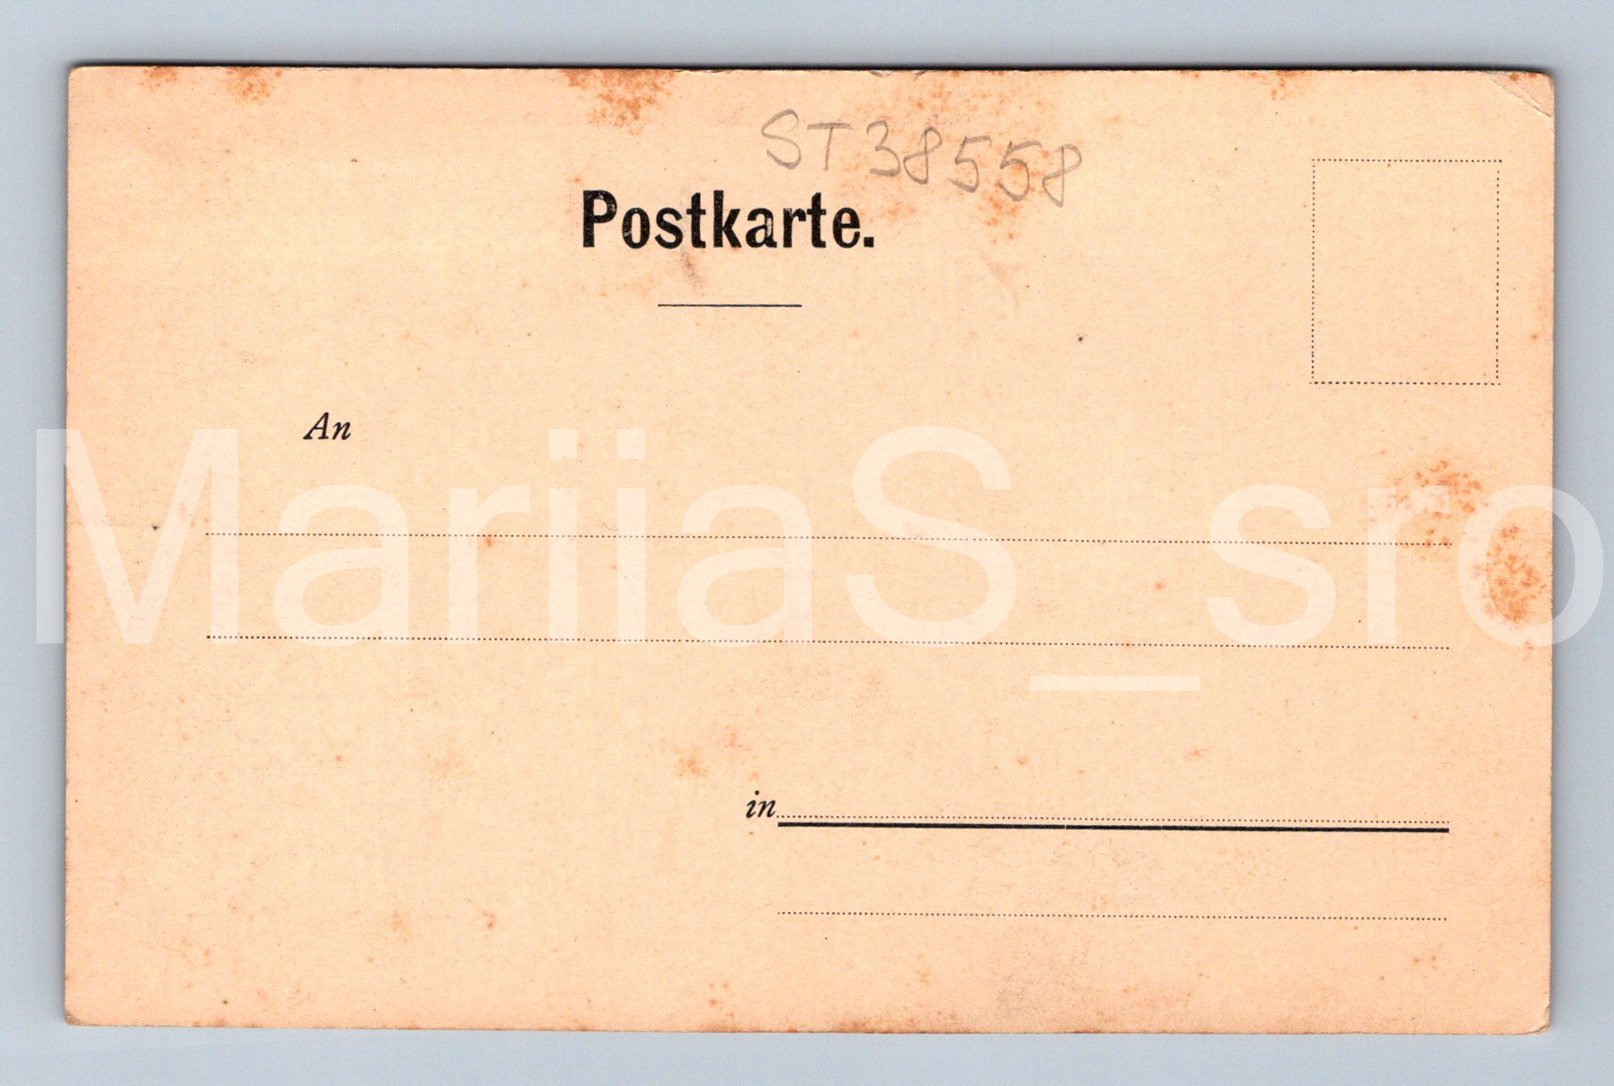 ST38558
Postkarte.
An
MariiaS_sro
in